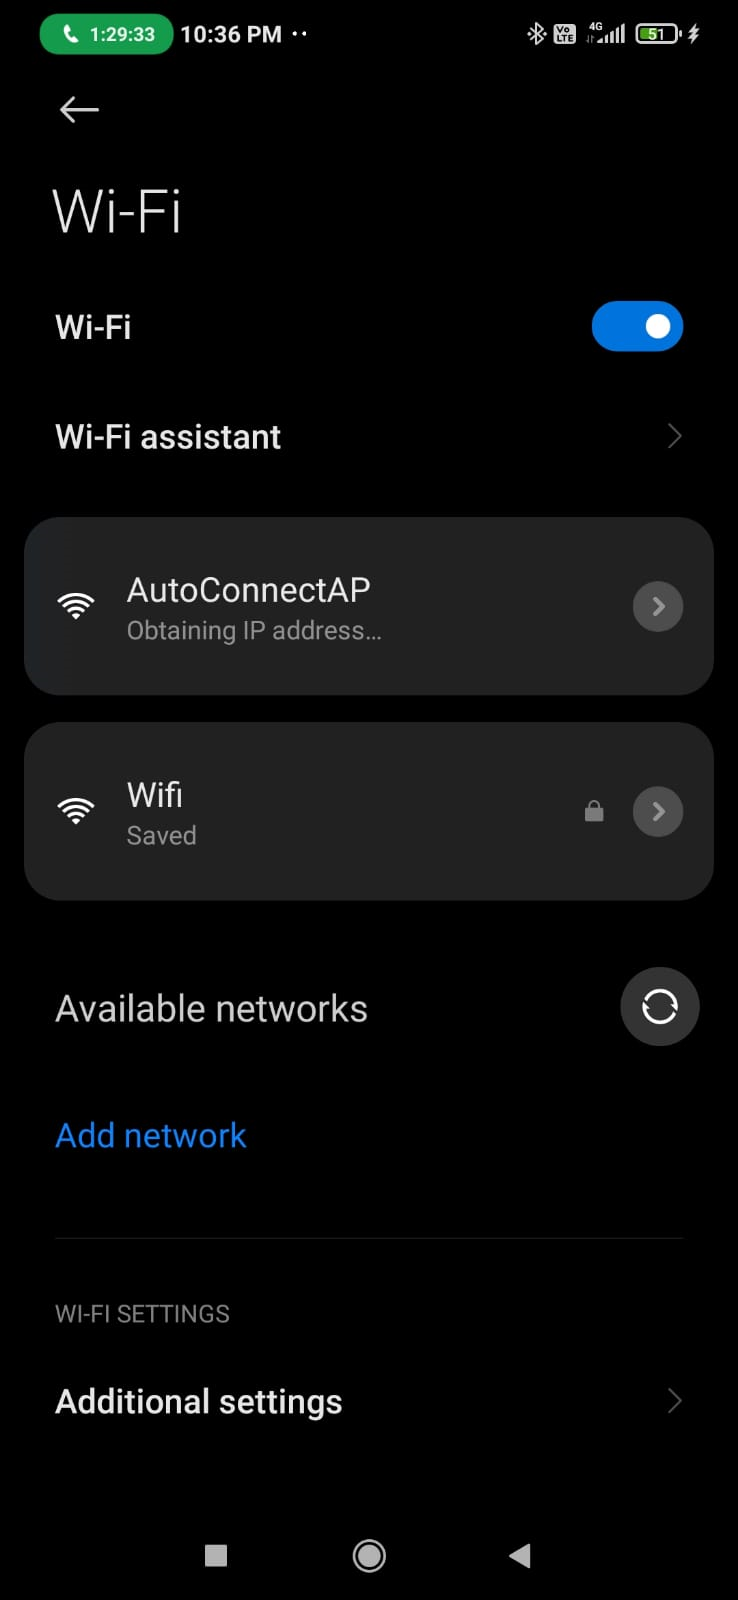 1:29:33 10:36 PM ·· Vo LTE 4G 51
Wi-Fi
Wi-Fi
Wi-Fi assistant
AutoConnectAP
Obtaining IP address...
Wifi
Saved
Available networks
Add network
WI-FI SETTINGS
Additional settings